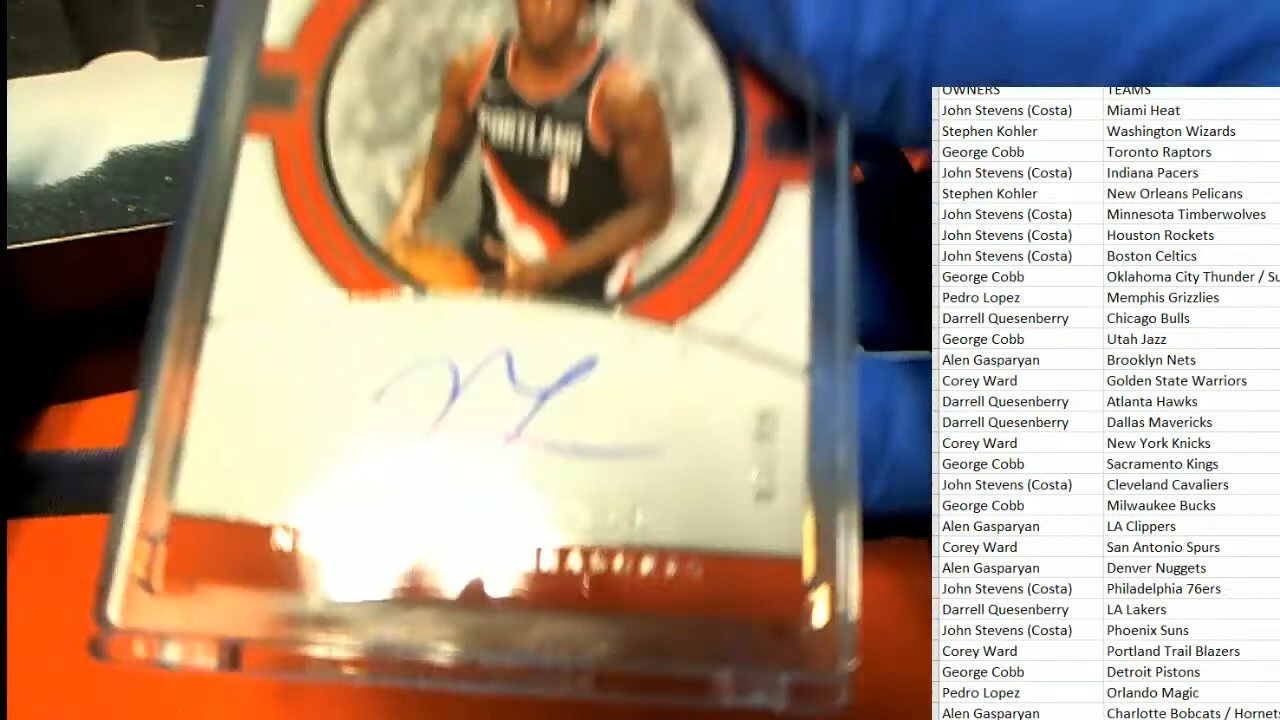 PORTLAND
OWNERS TEAMS
John Stevens (Costa) Miami Heat
Stephen Kohler Washington Wizards
George Cobb Toronto Raptors
John Stevens (Costa) Indiana Pacers
Stephen Kohler New Orleans Pelicans
John Stevens (Costa) Minnesota Timberwolves
John Stevens (Costa) Houston Rockets
John Stevens (Costa) Boston Celtics
George Cobb Oklahoma City Thunder / Su
Pedro Lopez Memphis Grizzlies
Darrell Quesenberry Chicago Bulls
George Cobb Utah Jazz
Alen Gasparyan Brooklyn Nets
Corey Ward Golden State Warriors
Darrell Quesenberry Atlanta Hawks
Darrell Quesenberry Dallas Mavericks
Corey Ward New York Knicks
George Cobb Sacramento Kings
John Stevens (Costa) Cleveland Cavaliers
George Cobb Milwaukee Bucks
Alen Gasparyan LA Clippers
Corey Ward San Antonio Spurs
Alen Gasparyan Denver Nuggets
John Stevens (Costa) Philadelphia 76ers
Darrell Quesenberry LA Lakers
John Stevens (Costa) Phoenix Suns
Corey Ward Portland Trail Blazers
George Cobb Detroit Pistons
Pedro Lopez Orlando Magic
Alen Gasparyan Charlotte Bobcats / Hornets